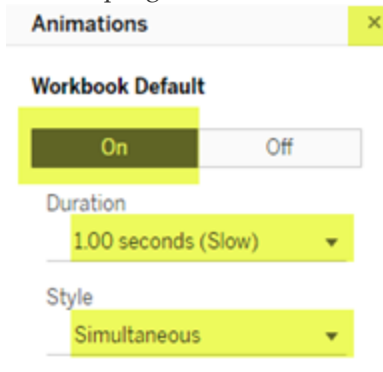 Animations ×
Workbook Default
On Off
Duration
1.00 seconds (Slow)
Style
Simultaneous